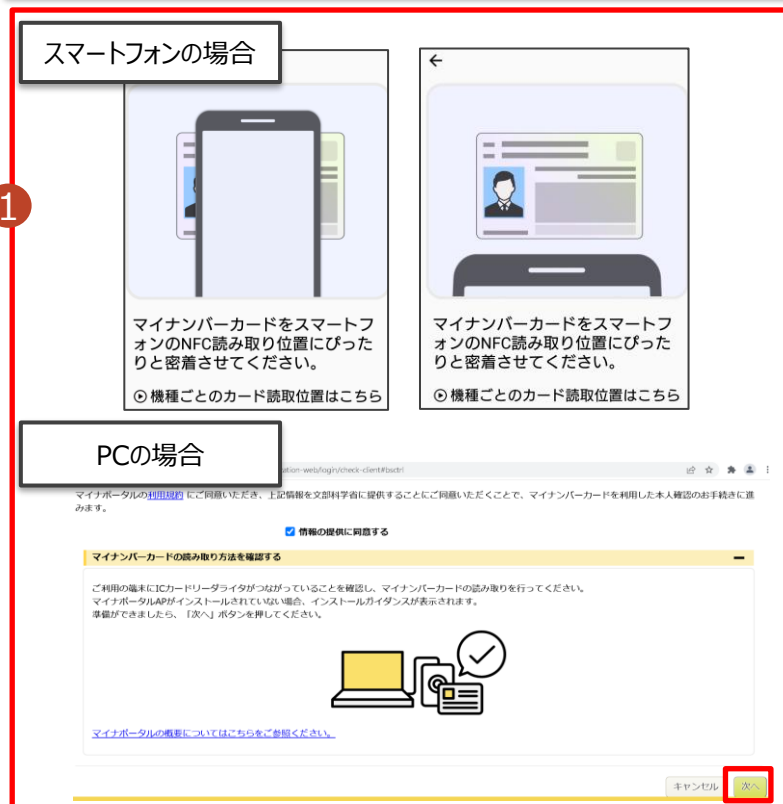 スマートフォンの場合
1
マイナンバーカードをスマートフ
ォンのNFC読み取り位置にぴった
りと密着させてください。
機種ごとのカード読取位置はこちら
マイナンバーカードをスマートフ
ォンのNFC読み取り位置にぴった
りと密着させてください。
機種ごとのカード読取位置はこちら
PCの場合
ation-web/login/check-client#bsctrl
マイナポータルの利用規約 にご同意いただき、上記情報を文部科学省に提供することにご同意いただくことで、マイナンバーカードを利用した本人確認のお手続きに進
みます。
情報の提供に同意する
マイナンバーカードの読み取り方法を確認する
ご利用の端末にICカードリーダライタがつながっていることを確認し、マイナンバーカードの読み取りを行ってください。
マイナポータルAPがインストールされていない場合、インストールガイダンスが表示されます。
準備ができましたら、「次へ」ボタンを押してください。
マイナポータルの概要についてはこちらをご参照ください。
キャンセル 次へ